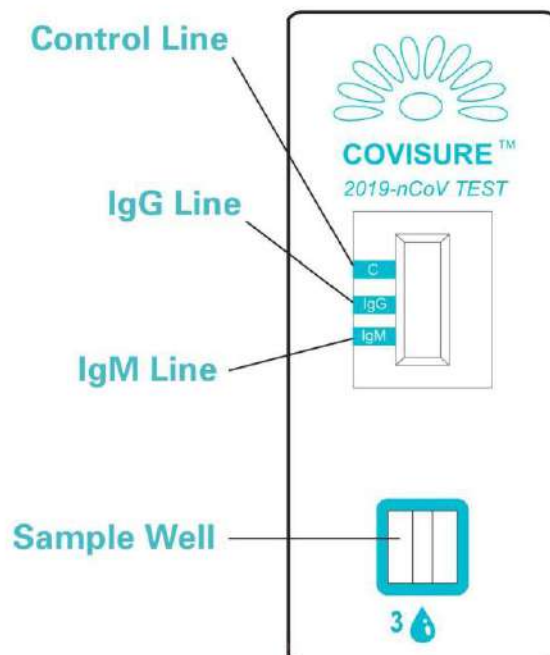 Control Line
COVISURE™
2019-nCoV TEST
IgG Line
C
IgG
IgM
IgM Line
Sample Well
3